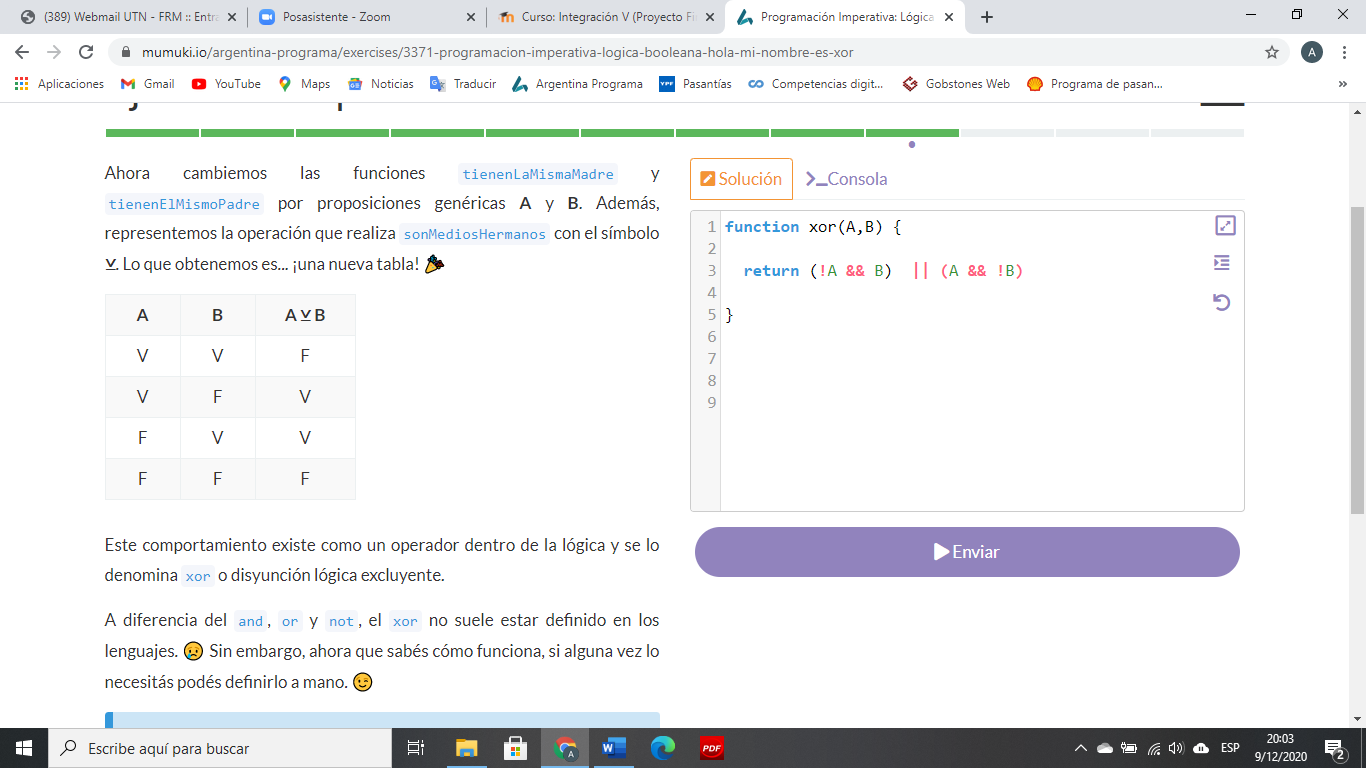 (389) Webmail UTN - FRM :: Entra
Posasistente - Zoom
Curso: Integración V (Proyecto Fi
Programación Imperativa: Lógica
mumuki.io/argentina-programa/exercises/3371-programacion-imperativa-logica-booleana-hola-mi-nombre-es-xor
A
Aplicaciones
Gmail
YouTube
Maps
Noticias
Traducir
Argentina Programa
YPF Pasantías
Competencias digit...
Gobstones Web
Programa de pasan...
»
Ahora cambiemos las funciones tienenLaMismaMadre y
tienenElMismoPadre por proposiciones genéricas A y B. Además,
representemos la operación que realiza sonMediosHermanos con el símbolo
⊻. Lo que obtenemos es... ¡una nueva tabla! 🎉
A B A ⊻ B
V V F
V F V
F V V
F F F
Este comportamiento existe como un operador dentro de la lógica y se lo
denomina xor o disyunción lógica excluyente.
A diferencia del and, or y not, el xor no suele estar definido en los
lenguajes. 😢 Sin embargo, ahora que sabés cómo funciona, si alguna vez lo
necesitás podés definirlo a mano. 😉
Solución
Consola
1 function xor(A,B) {
2
3 return (!A && B) || (A && !B)
4
5 }
6
7
8
9
Enviar
Escribe aquí para buscar
A
W
PDF
ESP
20:03
9/12/2020
2